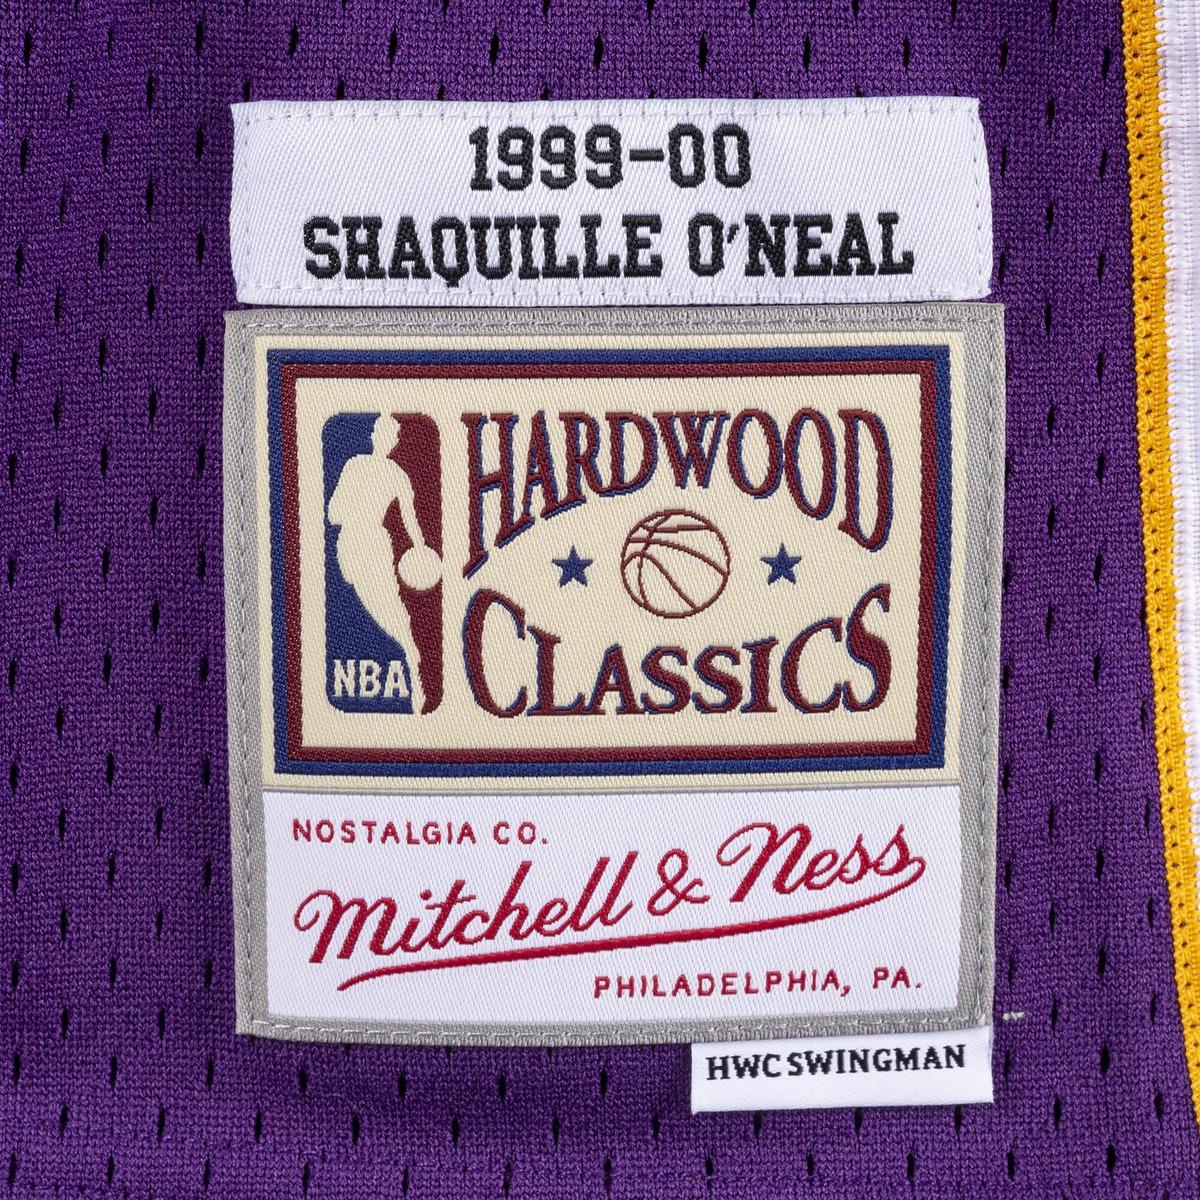 1999-00
SHAQUILLE O'NEAL
HARDWOOD
CLASSICS
NBA
NOSTALGIA CO.
Mitchell & Ness
PHILADELPHIA, PA.
HWC SWINGMAN